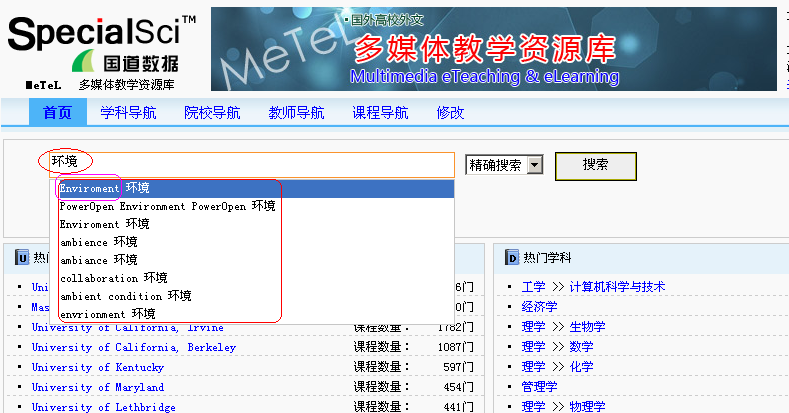 SpecialSci™
国道数据
MeTeL 多媒体教学资源库
MeTeL
国外高校外文
多媒体教学资源库
Multimedia eTeaching & eLearning
首页 学科导航 院校导航 教师导航 课程导航 修改
环境 精确搜索 搜索
Enviroment 环境
PowerOpen Environment PowerOpen 环境
Enviroment 环境
ambience 环境
ambiance 环境
collaboration 环境
ambient condition 环境
envrionment 环境
U 热门
Uni 6门
Mas 0门
University of California, Irvine 课程数量： 1782门
University of California, Berkeley 课程数量： 1087门
University of Kentucky 课程数量： 597门
University of Maryland 课程数量： 454门
University of Lethbridge 课程数量： 441门
D 热门学科
工学 >> 计算机科学与技术
经济学
理学 >> 生物学
理学 >> 数学
理学 >> 化学
管理学
理学 >> 物理学